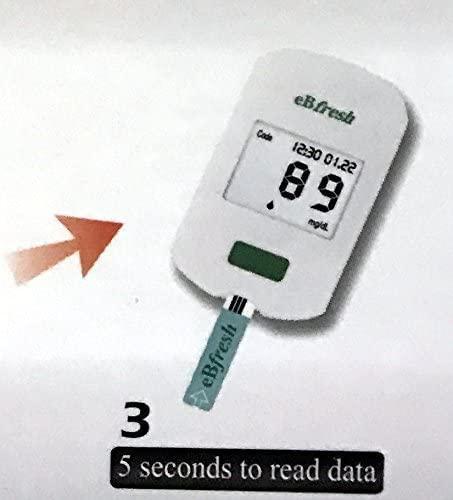 eBfresh
Code
12:30 01.22
89
mg/dL
eBfresh
3
5 seconds to read data